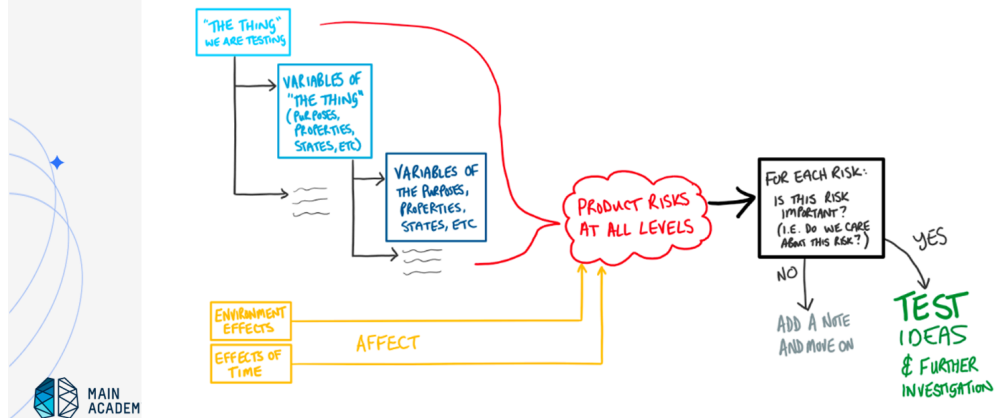 "THE THING"
WE ARE TESTING
VARIABLES OF
"THE THING"
(PURPOSES,
PROPERTIES,
STATES, ETC)
VARIABLES OF
THE PURPOSES,
PROPERTIES,
STATES, ETC
PRODUCT RISKS
AT ALL LEVELS
FOR EACH RISK:
IS THIS RISK
IMPORTANT?
(I.E. DO WE CARE
ABOUT THIS RISK?)
YES
NO
ADD A NOTE
AND MOVE ON
TEST
IDEAS
& FURTHER
INVESTIGATION
ENVIRONMENT
EFFECTS
AFFECT
EFFECTS OF
TIME
MAIN
ACADEM